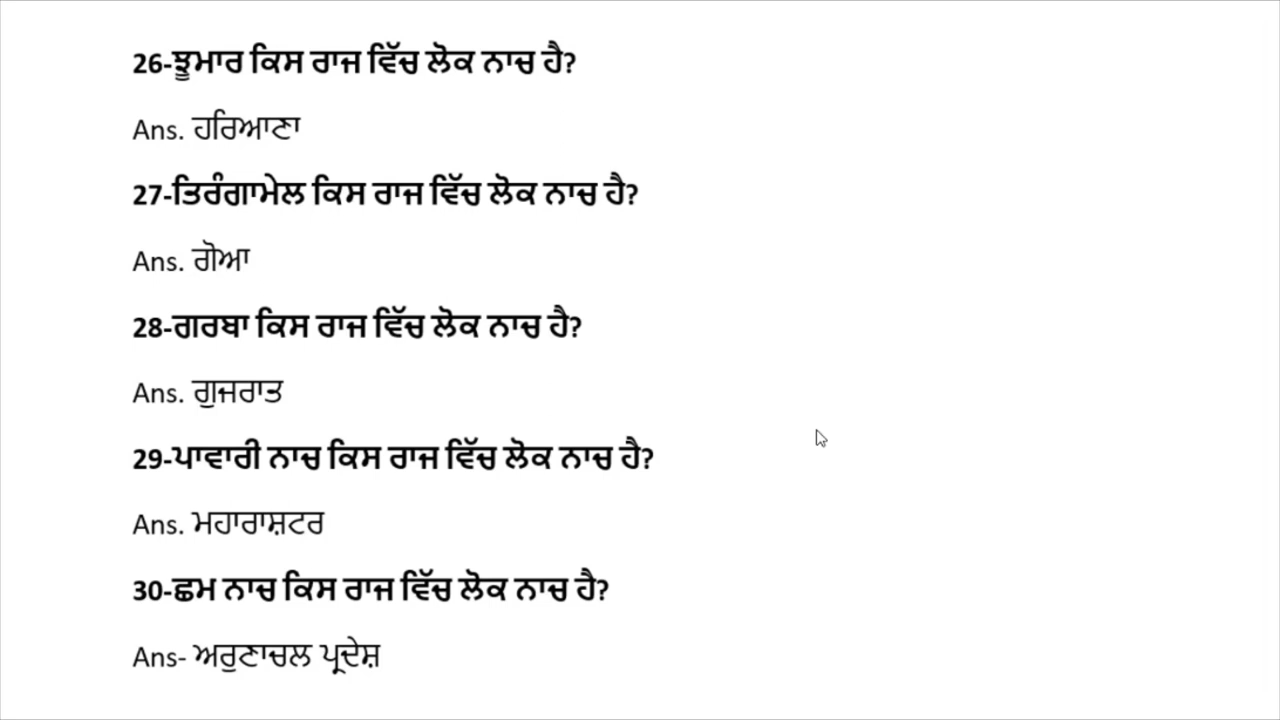 26-ਝੂਮਾਰ ਕਿਸ ਰਾਜ ਵਿੱਚ ਲੋਕ ਨਾਚ ਹੈ?
Ans. ਹਰਿਆਣਾ
27-ਤਿਰੰਗਾਮੇਲ ਕਿਸ ਰਾਜ ਵਿੱਚ ਲੋਕ ਨਾਚ ਹੈ?
Ans. ਗੋਆ
28-ਗਰਬਾ ਕਿਸ ਰਾਜ ਵਿੱਚ ਲੋਕ ਨਾਚ ਹੈ?
Ans. ਗੁਜਰਾਤ
29-ਪਾਵਾਰੀ ਨਾਚ ਕਿਸ ਰਾਜ ਵਿੱਚ ਲੋਕ ਨਾਚ ਹੈ?
Ans. ਮਹਾਰਾਸ਼ਟਰ
30-ਛਮ ਨਾਚ ਕਿਸ ਰਾਜ ਵਿੱਚ ਲੋਕ ਨਾਚ ਹੈ?
Ans- ਅਰੁਣਾਚਲ ਪ੍ਰਦੇਸ਼